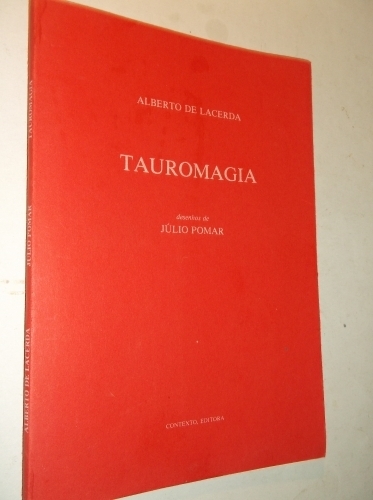 ALBERTO DE LACERDA
TAUROMAGIA
desenhos de
JÚLIO POMAR
CONTEXTO, EDITORA
ALBERTO DE LACERDA JÚLIO POMAR TAUROMAGIA